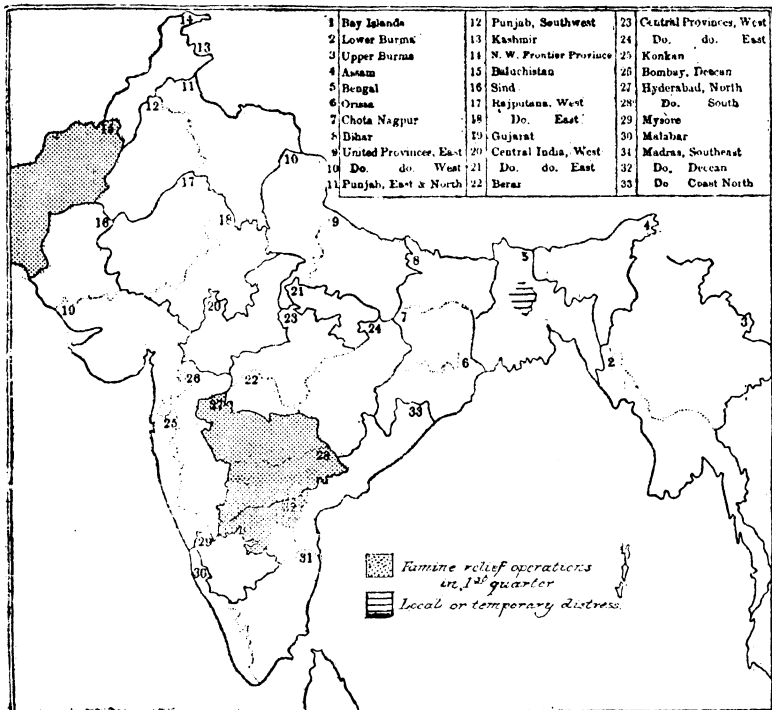 1 Bay Islands
2 Lower Burma
3 Upper Burma
4 Assam
5 Bengal
6 Orissa
7 Chota Nagpur
8 Bihar
9 United Provinces, East
10 Do. do. West
11 Punjab, East & North
12 Punjab, Southwest
13 Kashmir
14 N. W. Frontier Province
15 Baluchistan
16 Sind
17 Rajputana, West
18 Do. East
19 Gujarat
20 Central India, West
21 Do. do. East
22 Berar
23 Central Provinces, West
24 Do. do. East
25 Konkan
26 Bombay, Deccan
27 Hyderabad, North
28 Do. South
29 Mysore
30 Malabar
31 Madras, Southeast
32 Do. Deccan
33 Do Coast North
14
13
11
12
10
17
16
18
9
4
8
5
21
19
20
23
7
24
3
26
22
6
2
27
25
33
28
29
31
30
Famine relief operations
in 1st quarter
Local or temporary distress.